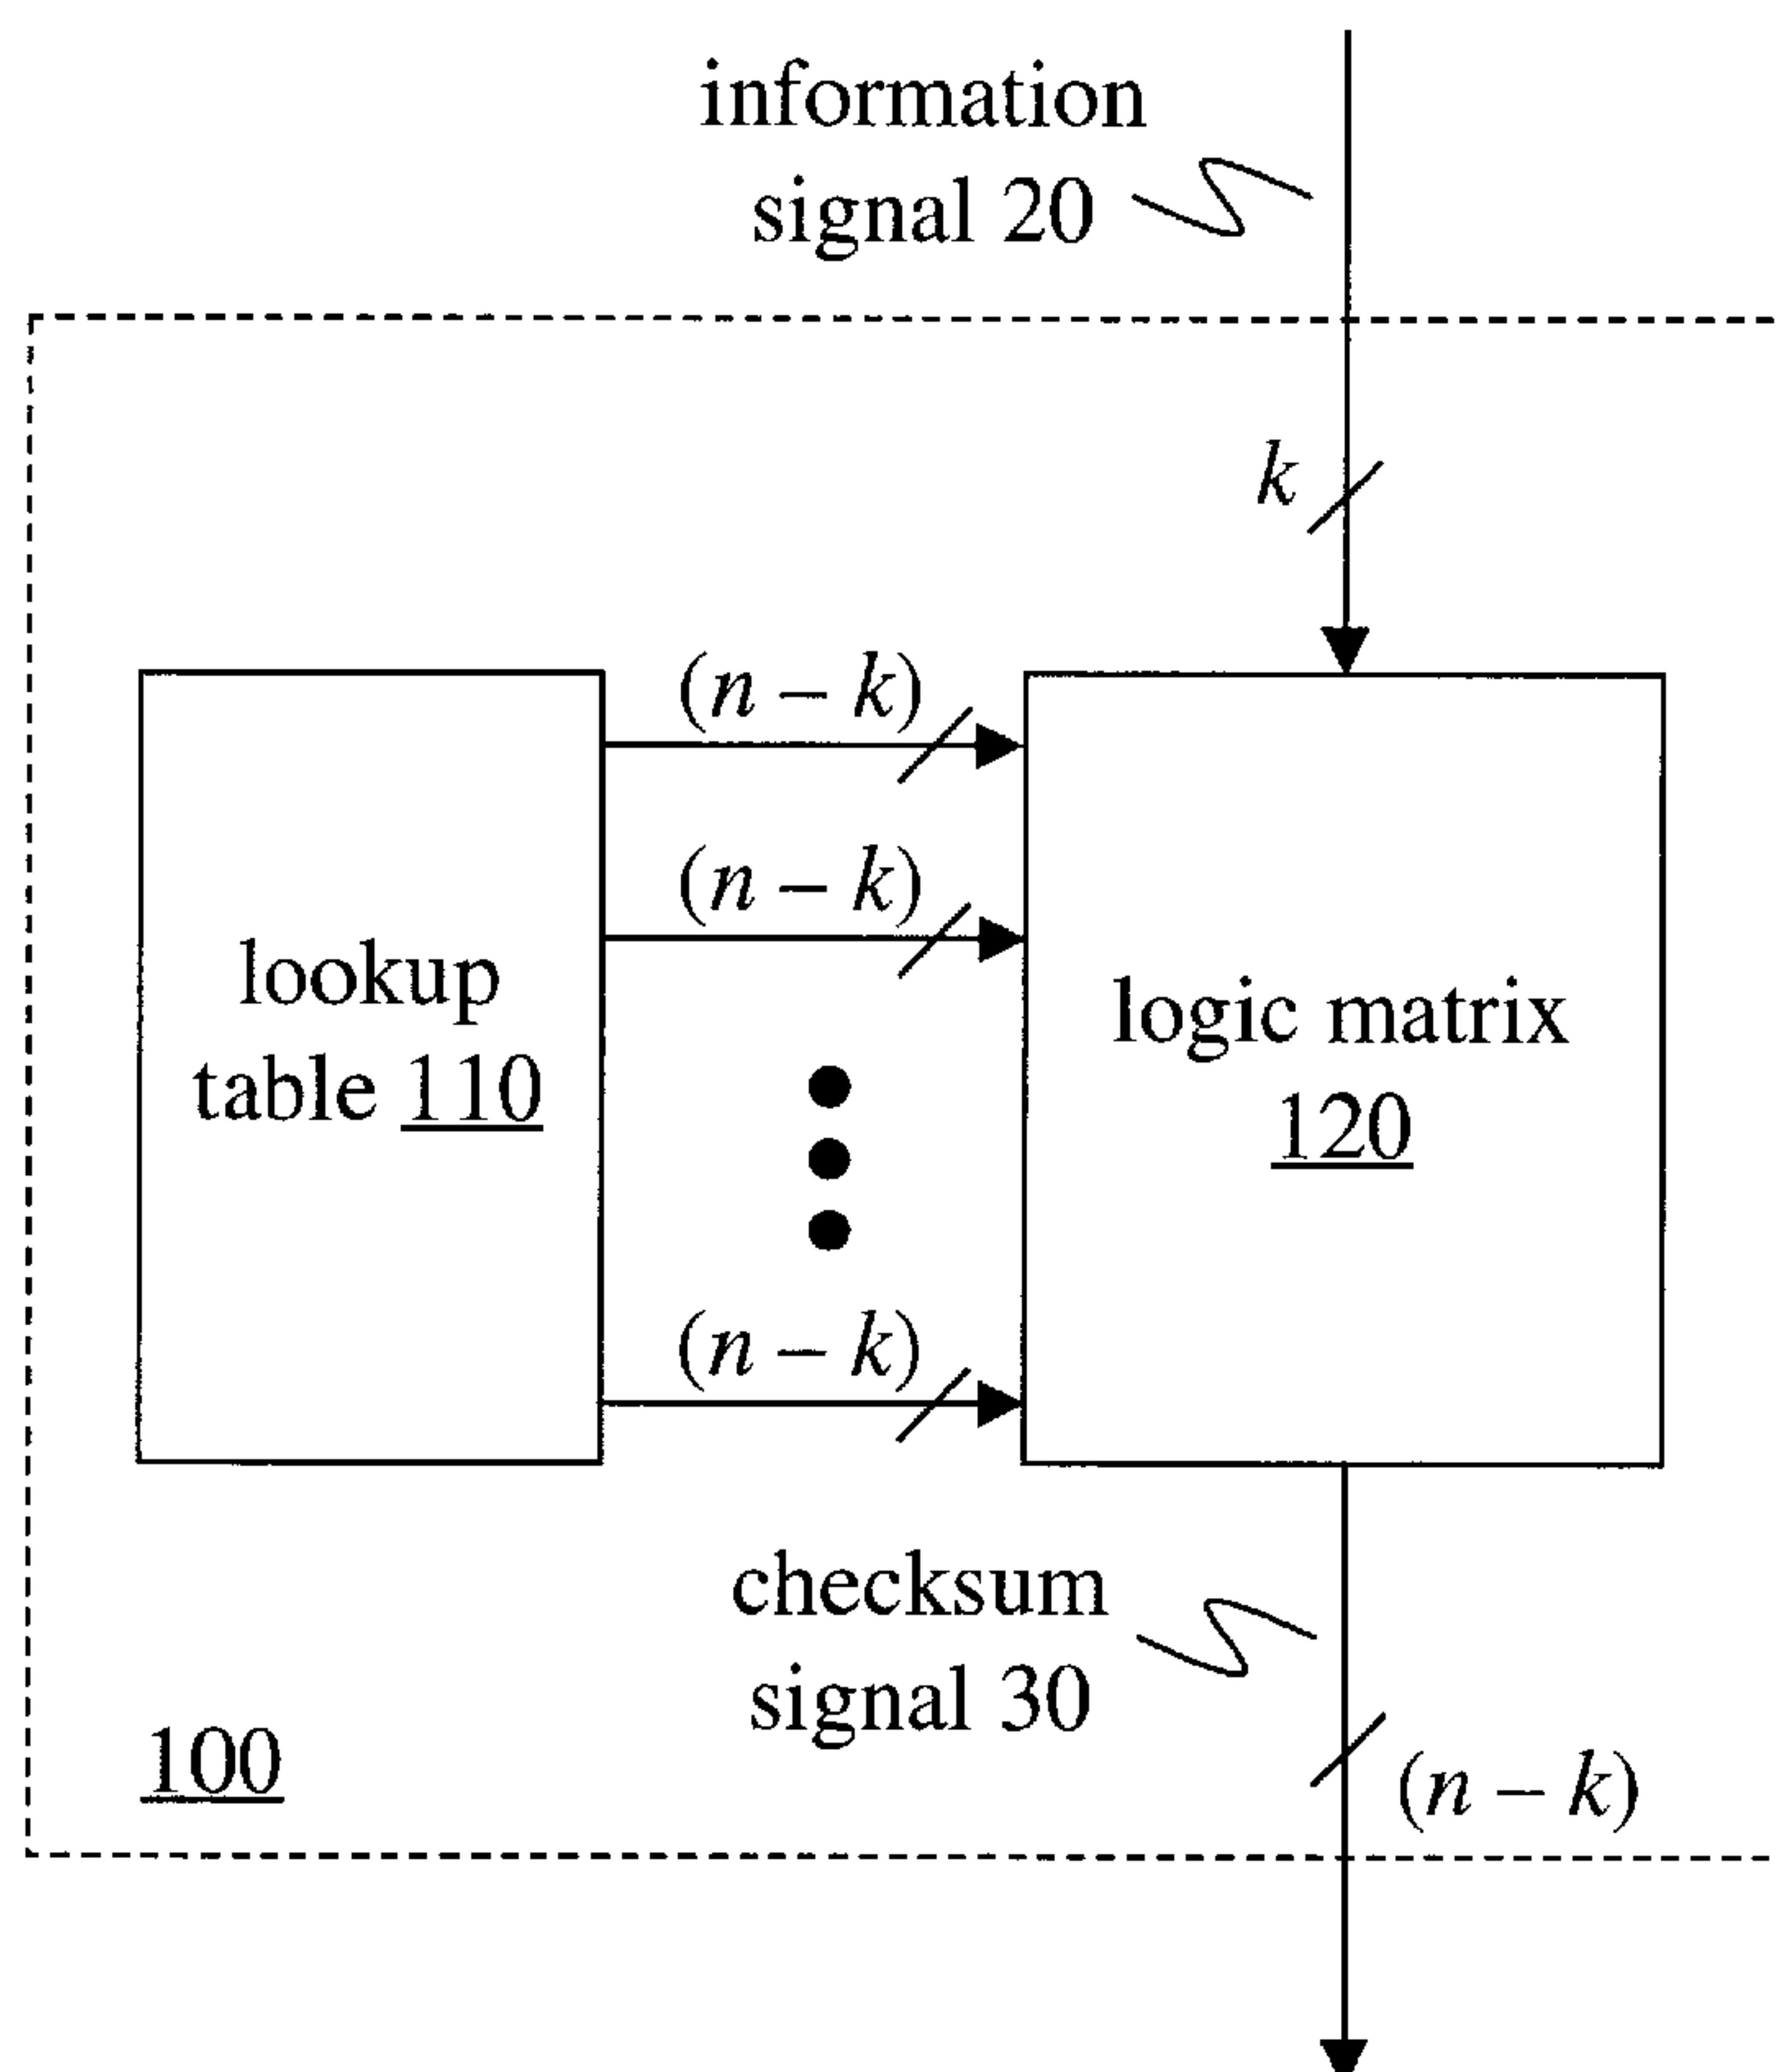 information
signal 20
k
(n – k)
(n – k)
lookup
table 110
logic matrix
120
(n – k)
checksum
signal 30
100
(n – k)